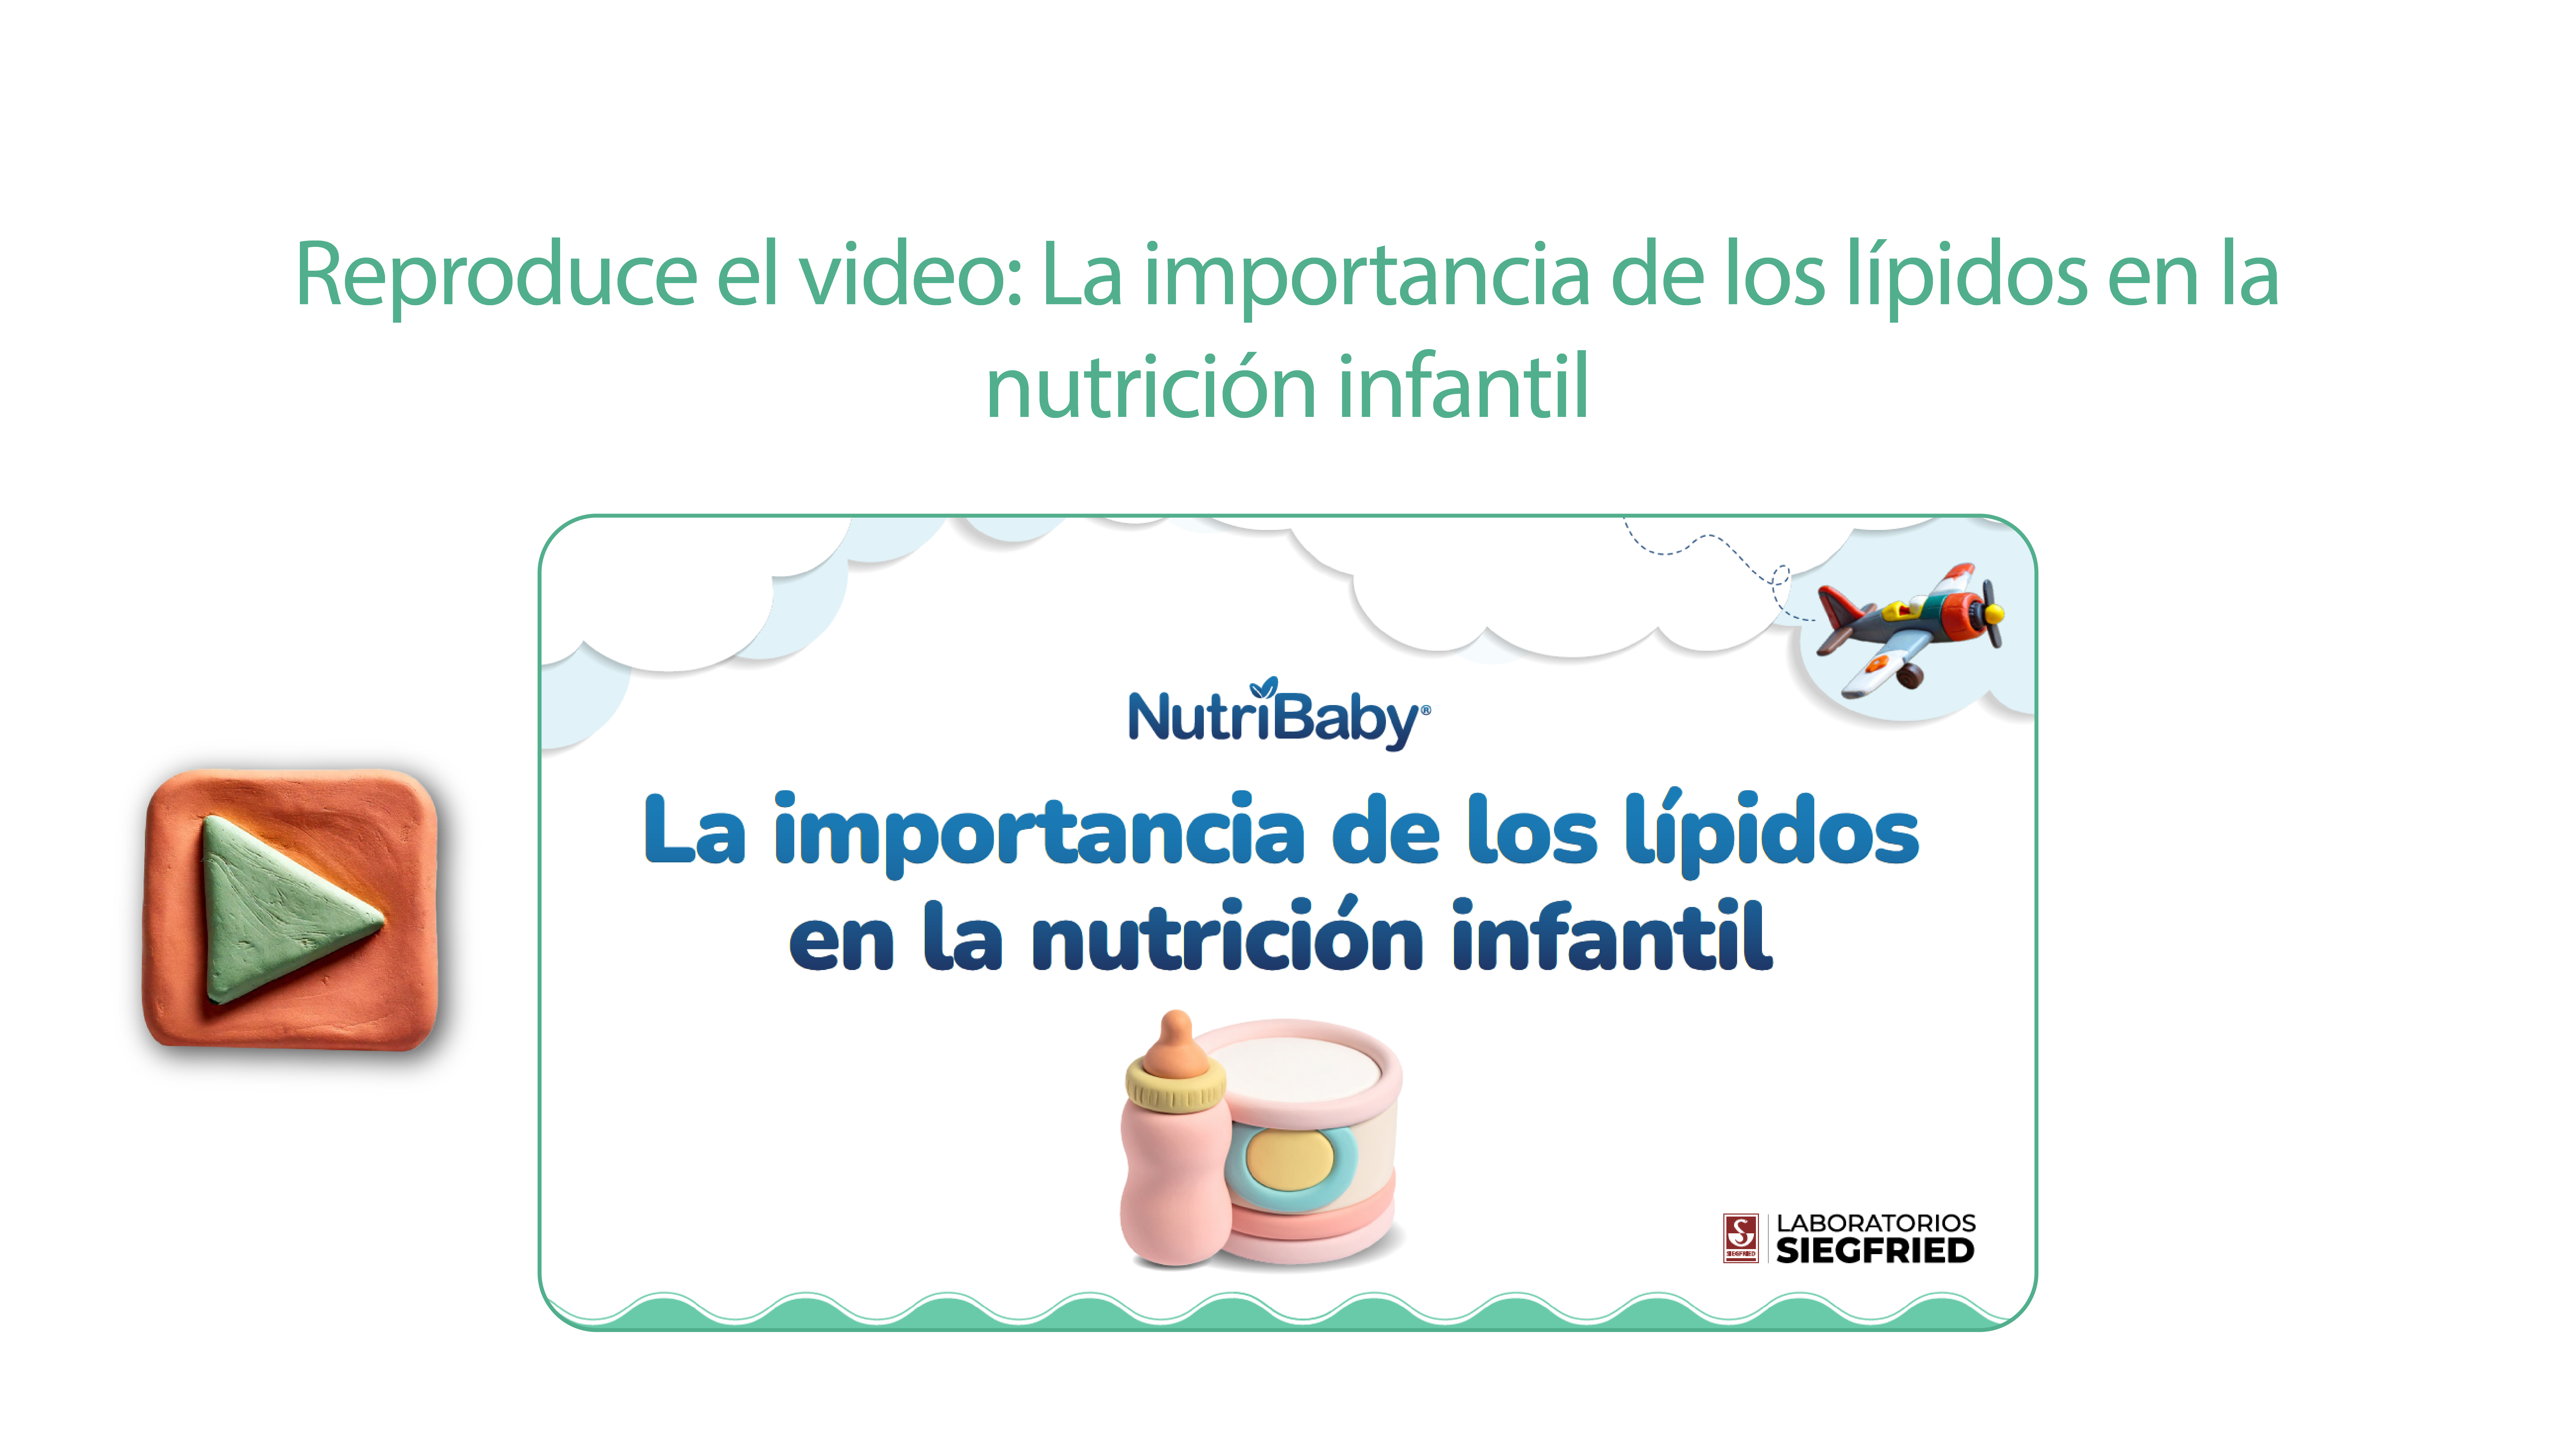 Reproduce el video: La importancia de los lípidos en la
nutrición infantil
NutriBaby®
La importancia de los lípidos
en la nutrición infantil
SIEGFRIED
LABORATORIOS
SIEGFRIED